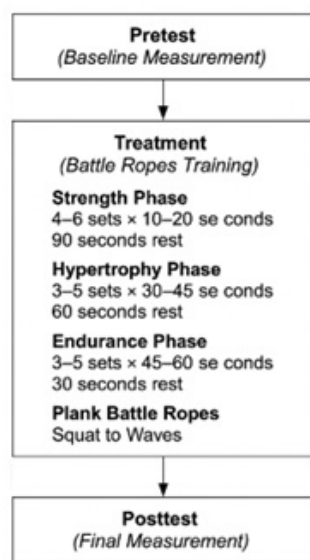 Pretest
(Baseline Measurement)
Treatment
(Battle Ropes Training)
Strength Phase
4–6 sets × 10–20 se conds
90 seconds rest
Hypertrophy Phase
3–5 sets × 30–45 se conds
60 seconds rest
Endurance Phase
3–5 sets × 45–60 se conds
30 seconds rest
Plank Battle Ropes
Squat to Waves
Posttest
(Final Measurement)